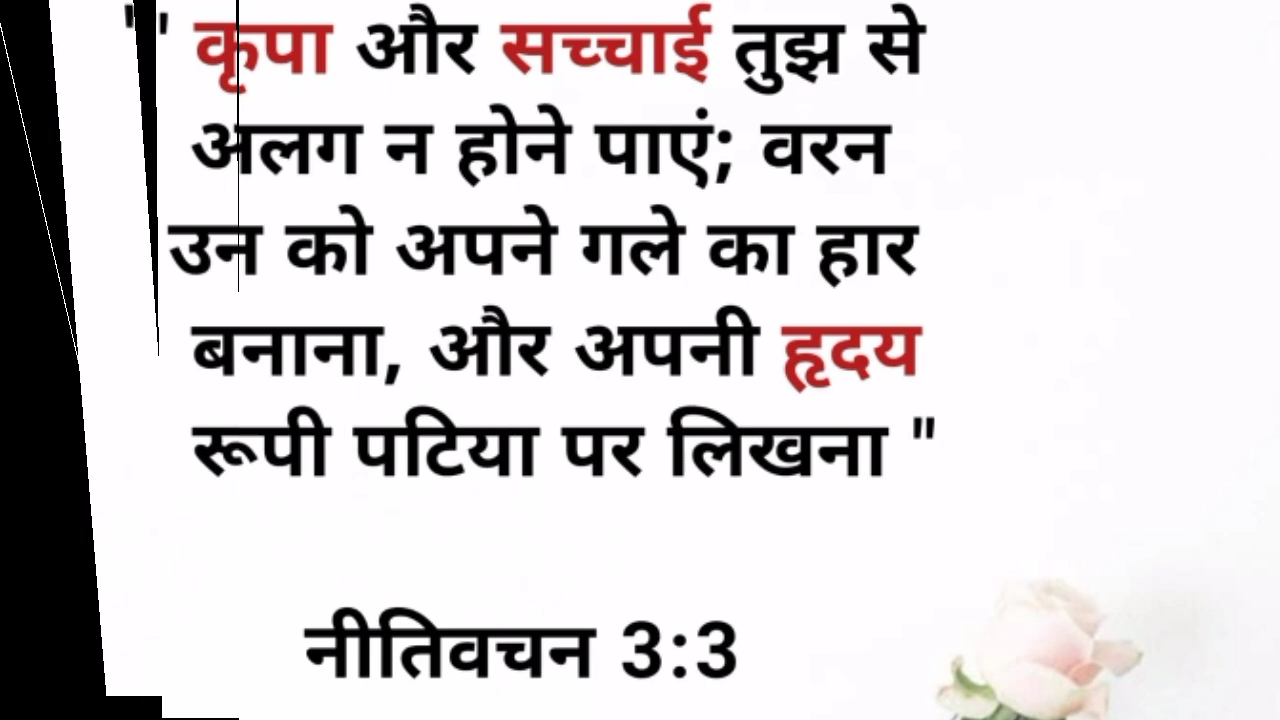 " कृपा और सच्चाई तुझ से
अलग न होने पाएं; वरन
उन को अपने गले का हार
बनाना, और अपनी हृदय
रूपी पटिया पर लिखना "
नीतिवचन 3:3